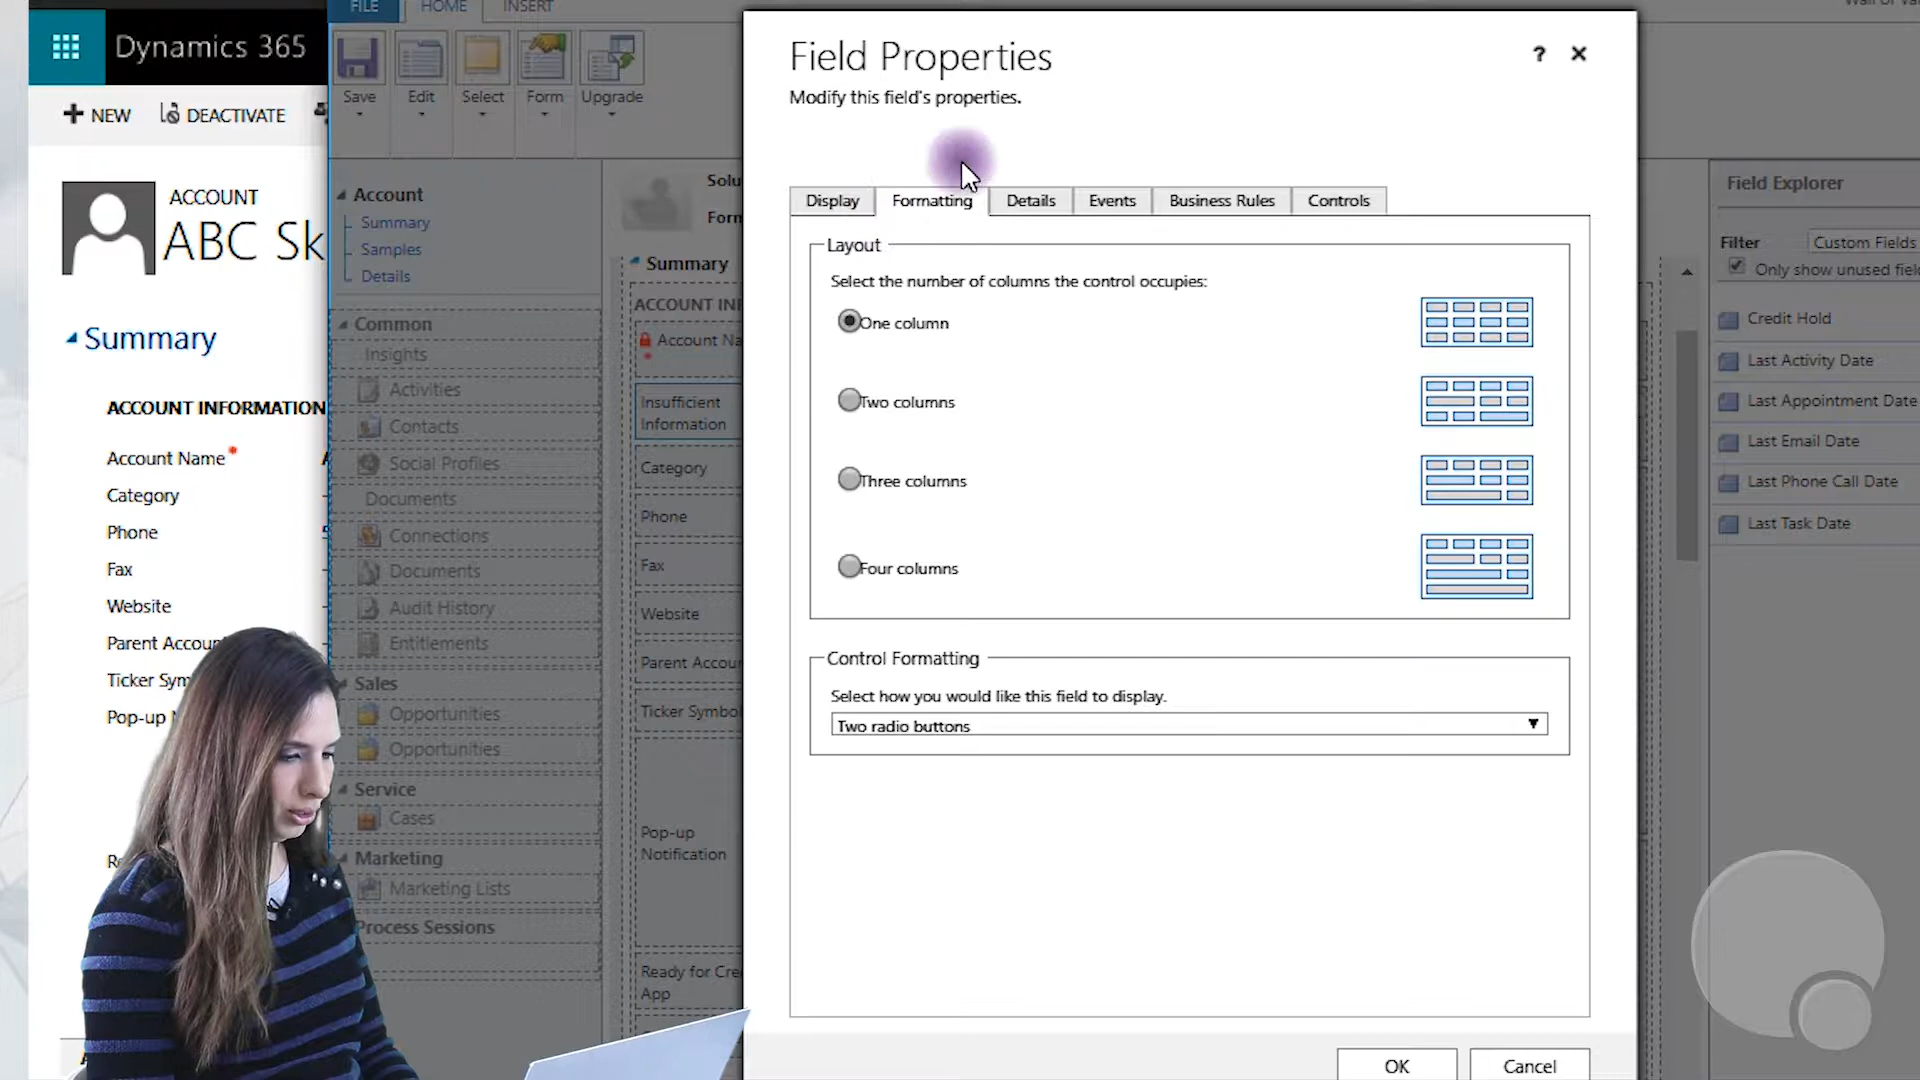 Dynamics 365
NEW
DEACTIVATE
ACCOUNT
ABC Sk
Summary
ACCOUNT INFORMATION
Account Name*
Category
Phone
Fax
Website
Parent Accoun
Ticker Sym
Pop-up
FILE
HOME
INSERT
Save
Edit
Select
Form
Upgrade
Account
Summary
Samples
Details
Common
Insights
Activities
Contacts
Social Profiles
Documents
Connections
Documents
Audit History
Entitlements
Sales
Opportunities
Opportunities
Service
Cases
Marketing
Marketing Lists
Process Sessions
Solu
Form
Summary
ACCOUNT INF
Account Na
*
Insufficient
Information
Category
Phone
Fax
Website
Parent Accour
Ticker Symbo
Pop-up
Notification
Ready for Cre
App
Field Properties
? ×
Modify this field's properties.
Display
Formatting
Details
Events
Business Rules
Controls
Layout
Select the number of columns the control occupies:
One column
Two columns
Three columns
Four columns
Control Formatting
Select how you would like this field to display.
Two radio buttons
OK
Cancel
Field Explorer
Filter
Custom Fields
Only show unused field
Credit Hold
Last Activity Date
Last Appointment Date
Last Email Date
Last Phone Call Date
Last Task Date